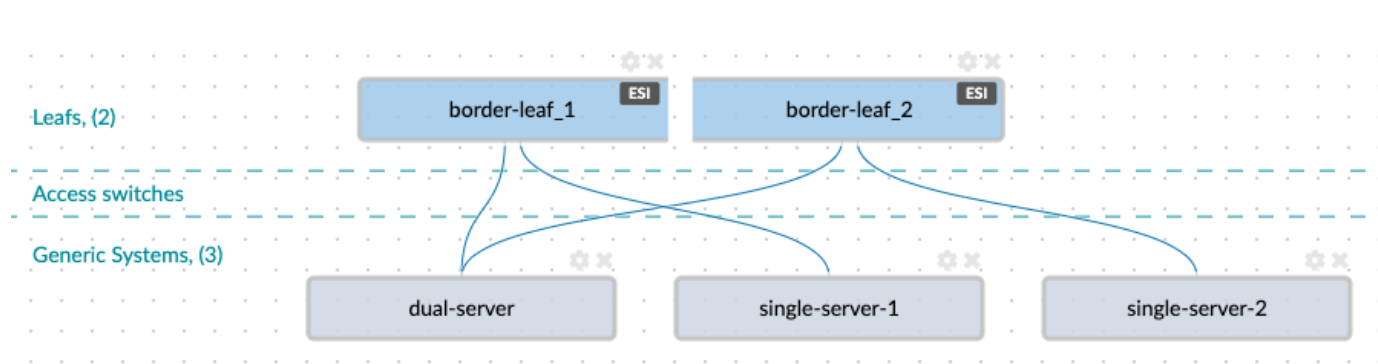 ESI
ESI
border-leaf_1
border-leaf_2
Leafs, (2)
Access switches
Generic Systems, (3)
dual-server
single-server-1
single-server-2